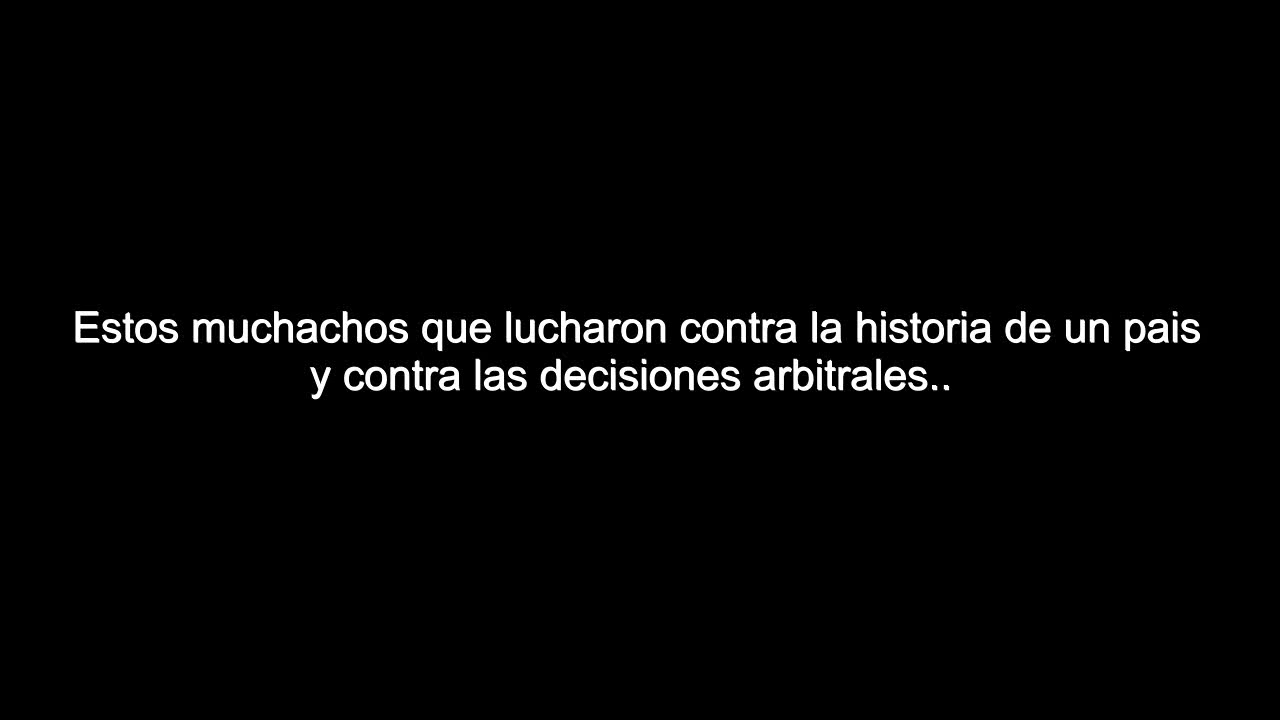 Estos muchachos que lucharon contra la historia de un pais
y contra las decisiones arbitrales..